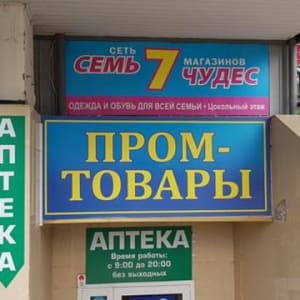 СЕТЬ МАГАЗИНОВ
СЕМЬ 7 ЧУДЕС
ОДЕЖДА И ОБУВЬ ДЛЯ ВСЕЙ СЕМЬИ • Цокольный этаж
ПРОМ-
ТОВАРЫ
АПТЕКА
АПТЕКА
Время работы:
с 9:00 до 20:00
без выходных